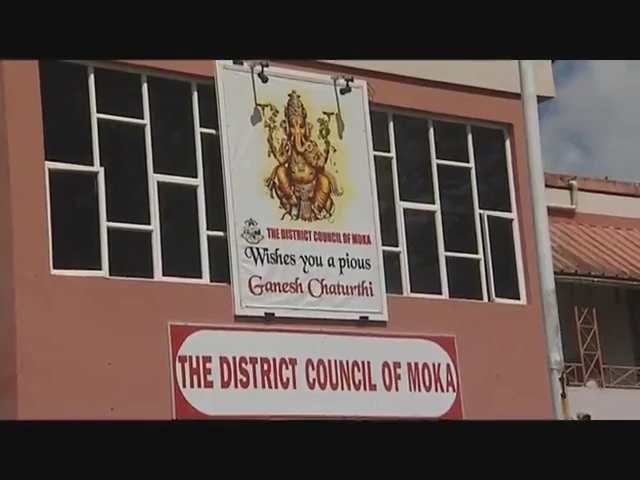 THE DISTRICT COUNCIL OF MOKA
Wishes you a pious
Ganesh Chaturthi
THE DISTRICT COUNCIL OF MOKA